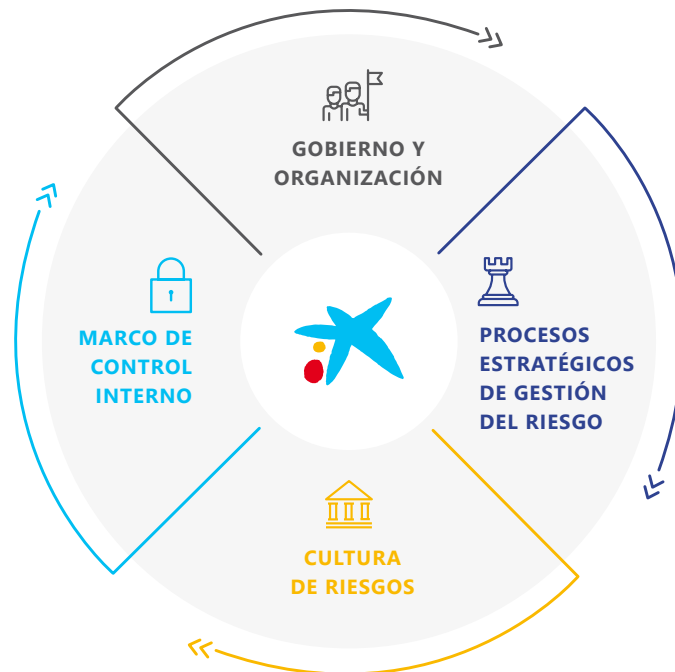 GOBIERNO Y
ORGANIZACIÓN
PROCESOS
ESTRATÉGICOS
DE GESTIÓN
DEL RIESGO
CULTURA
DE RIESGOS
MARCO DE
CONTROL
INTERNO